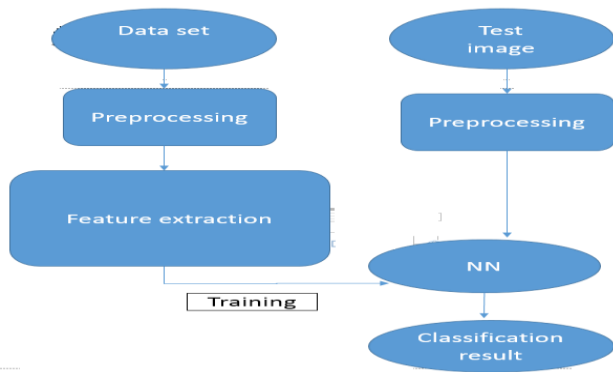 Data set
Preprocessing
Feature extraction
Training
Test
image
Preprocessing
NN
Classification
result